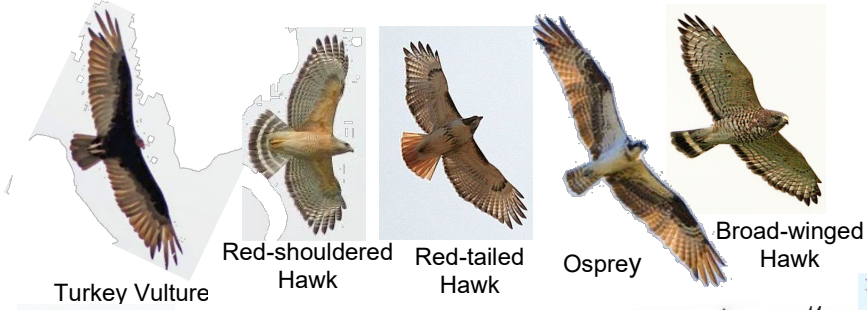 Turkey Vulture
Red-shouldered
Hawk
Red-tailed
Hawk
Osprey
Broad-winged
Hawk